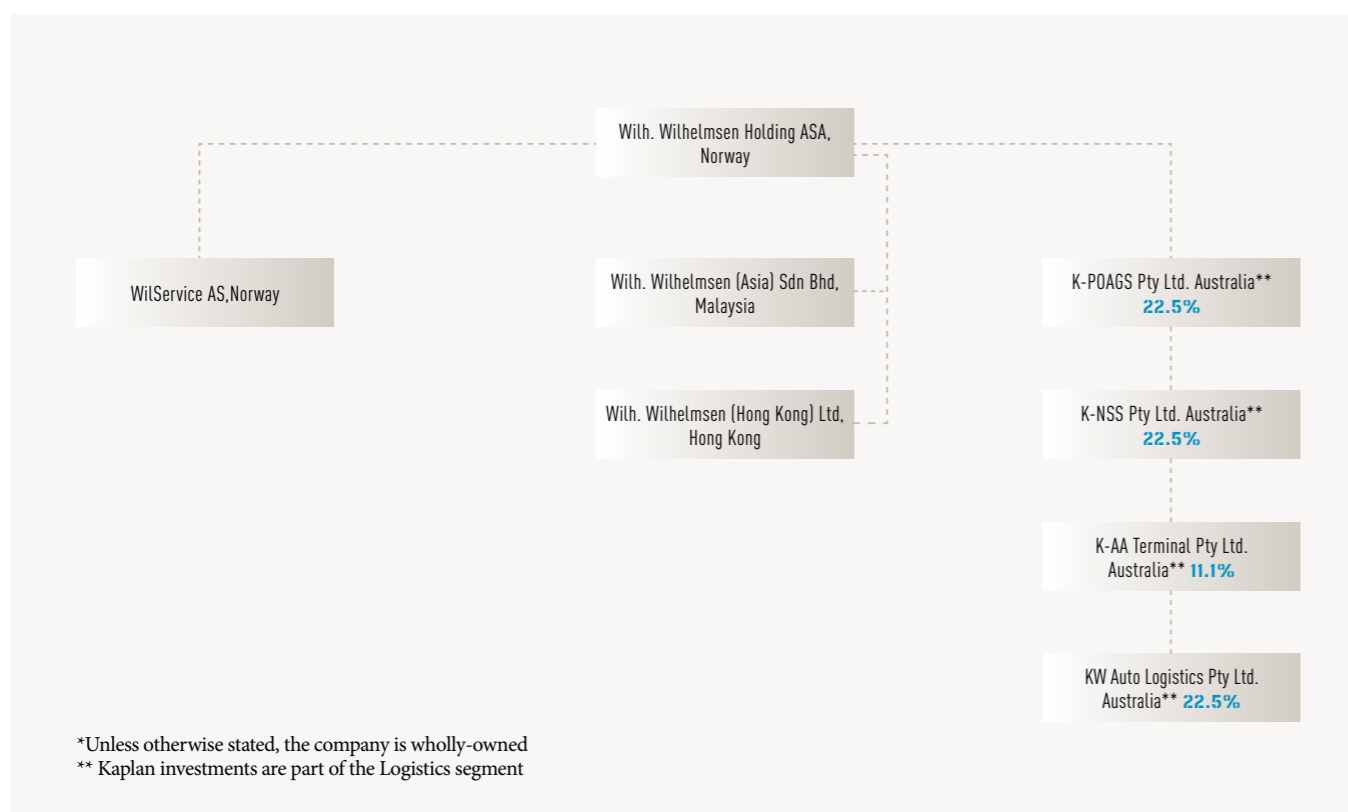 Wilh. Wilhelmsen Holding ASA,
Norway
WilService AS,Norway
Wilh. Wilhelmsen (Asia) Sdn Bhd,
Malaysia
K-POAGS Pty Ltd. Australia**
22.5%
Wilh. Wilhelmsen (Hong Kong) Ltd,
Hong Kong
K-NSS Pty Ltd. Australia**
22.5%
K-AA Terminal Pty Ltd.
Australia** 11.1%
KW Auto Logistics Pty Ltd.
Australia** 22.5%
*Unless otherwise stated, the company is wholly-owned
** Kaplan investments are part of the Logistics segment